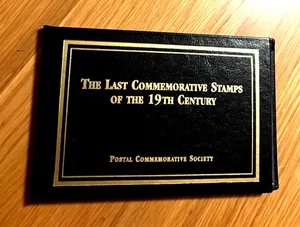 The Last Commemorative Stamps
of the 19th Century
Postal Commemorative Society